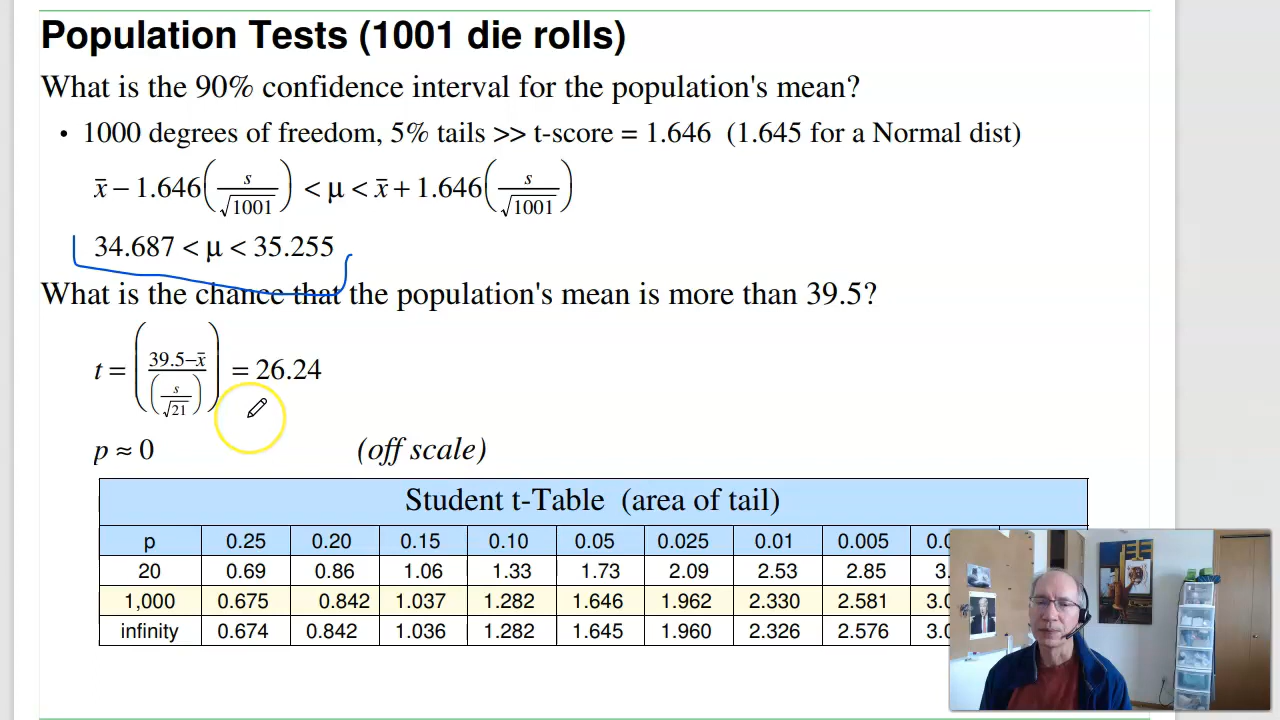 Population Tests (1001 die rolls)
What is the 90% confidence interval for the population's mean?
• 1000 degrees of freedom, 5% tails >> t-score = 1.646 (1.645 for a Normal dist)
x̄ − 1.646(s/√1001) < μ < x̄ + 1.646(s/√1001)
34.687 < μ < 35.255
What is the chance that the population's mean is more than 39.5?
t = ((39.5−x̄)/(s/√21)) = 26.24
p ≈ 0 (off scale)
Student t-Table (area of tail)
p 0.25 0.20 0.15 0.10 0.05 0.025 0.01 0.005
20 0.69 0.86 1.06 1.33 1.73 2.09 2.53 2.85
1,000 0.675 0.842 1.037 1.282 1.646 1.962 2.330 2.581
infinity 0.674 0.842 1.036 1.282 1.645 1.960 2.326 2.576